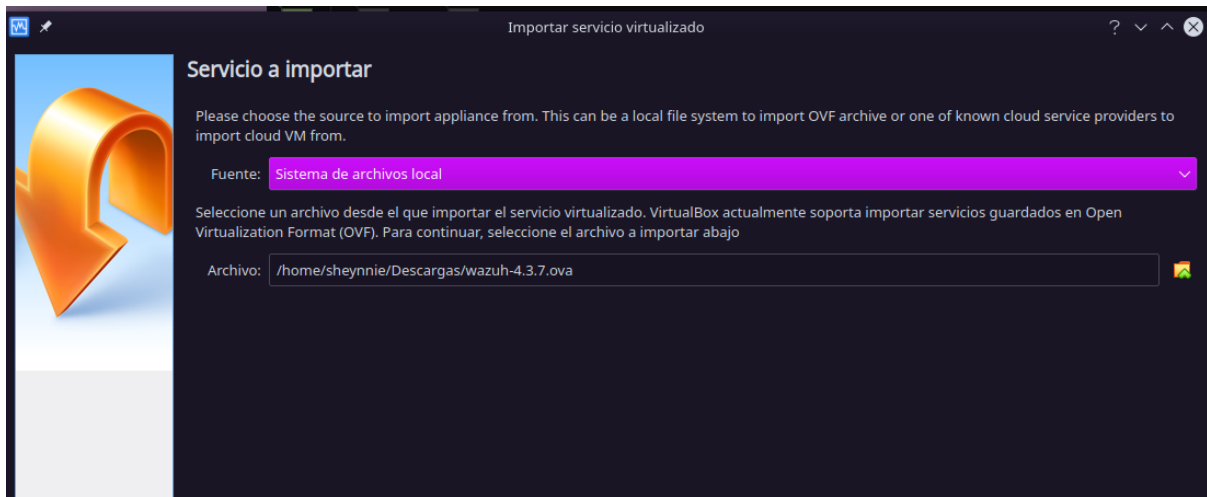 Importar servicio virtualizado
Servicio a importar
Please choose the source to import appliance from. This can be a local file system to import OVF archive or one of known cloud service providers to
import cloud VM from.
Fuente: Sistema de archivos local
Seleccione un archivo desde el que importar el servicio virtualizado. VirtualBox actualmente soporta importar servicios guardados en Open
Virtualization Format (OVF). Para continuar, seleccione el archivo a importar abajo
Archivo: /home/sheynnie/Descargas/wazuh-4.3.7.ova